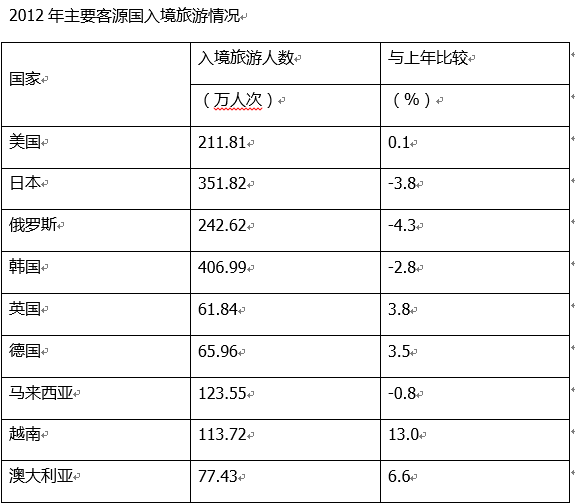 2012 年主要客源国入境旅游情况
国家 入境旅游人数 与上年比较
（万人次） （%）
美国 211.81 0.1
日本 351.82 -3.8
俄罗斯 242.62 -4.3
韩国 406.99 -2.8
英国 61.84 3.8
德国 65.96 3.5
马来西亚 123.55 -0.8
越南 113.72 13.0
澳大利亚 77.43 6.6